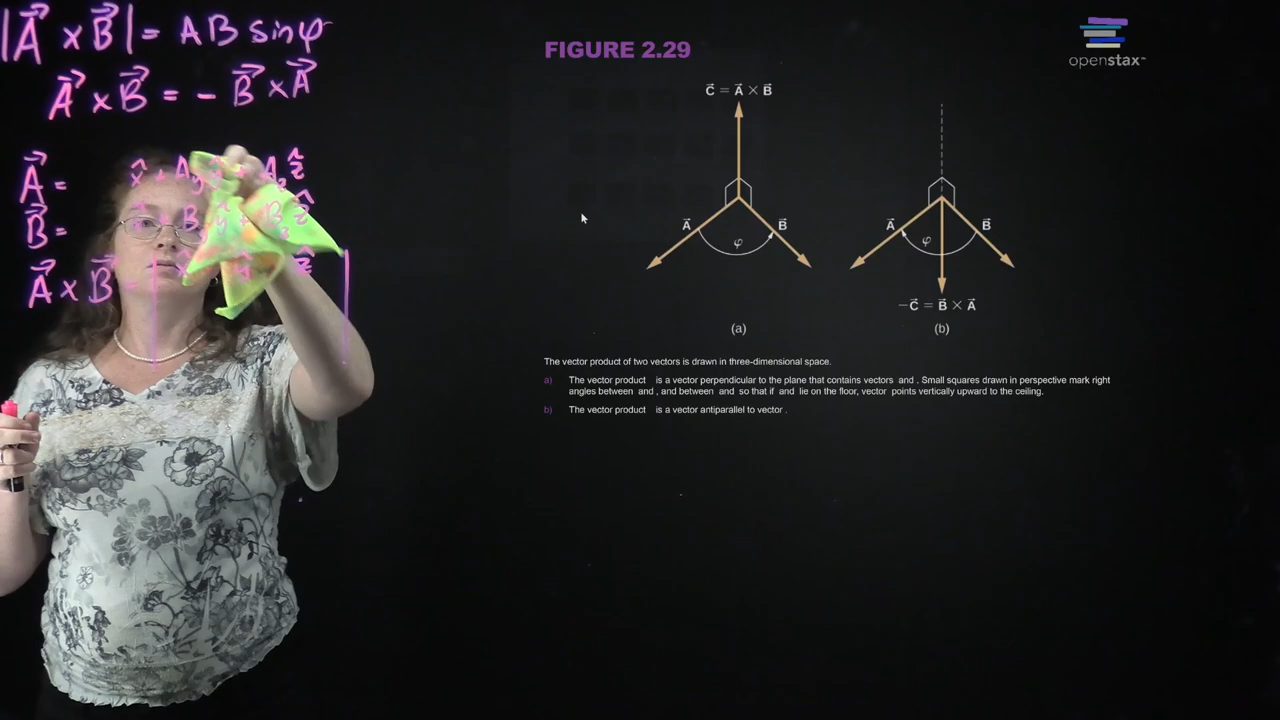 |A⃗ × B⃗| = AB sinφ
A⃗ × B⃗ = - B⃗ × A⃗
A⃗ = x̂ + A ẑ
B⃗ = + B ŷ + B_z ẑ
A⃗ × B⃗ =
FIGURE 2.29
openstax™
C⃗ = A⃗ × B⃗
A⃗ B⃗ A⃗ B⃗
φ φ
−C⃗ = B⃗ × A⃗
(a) (b)
The vector product of two vectors is drawn in three-dimensional space.
a) The vector product is a vector perpendicular to the plane that contains vectors and . Small squares drawn in perspective mark right
angles between and , and between and so that if and lie on the floor, vector points vertically upward to the ceiling.
b) The vector product is a vector antiparallel to vector .